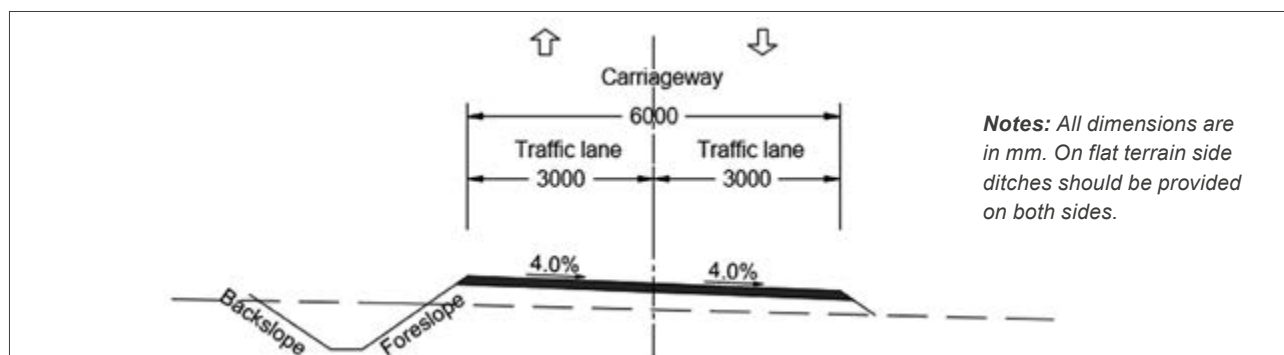 Carriageway
6000
Traffic lane Traffic lane
3000 3000
Notes: All dimensions are
in mm. On flat terrain side
ditches should be provided
on both sides.
4.0% 4.0%
Backslope Foreslope